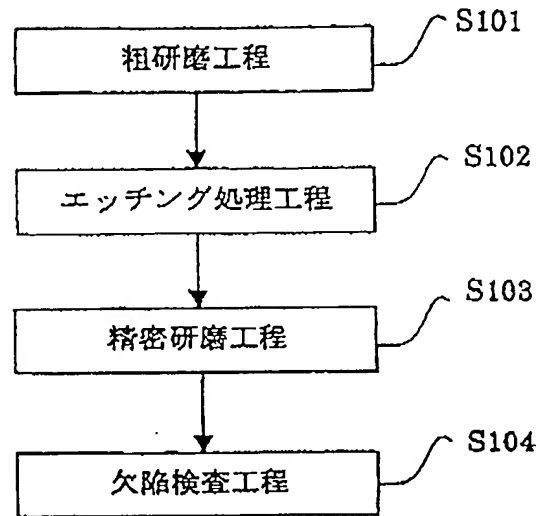 S101
粗研磨工程
S102
エッチング処理工程
S103
精密研磨工程
S104
欠陥検査工程